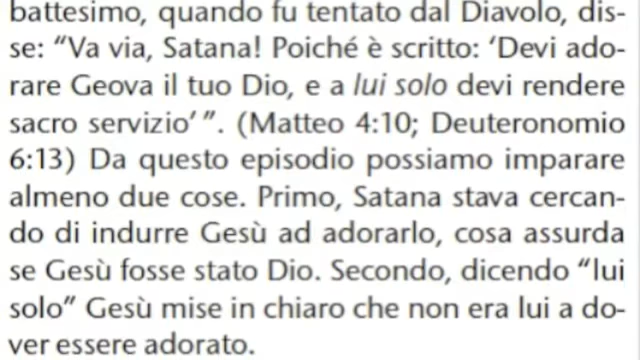 battesimo, quando fu tentato dal Diavolo, dis-
se: “Va via, Satana! Poiché è scritto: ‘Devi ado-
rare Geova il tuo Dio, e a lui solo devi rendere
sacro servizio’”. (Matteo 4:10; Deuteronomio
6:13) Da questo episodio possiamo imparare
almeno due cose. Primo, Satana stava cercan-
do di indurre Gesù ad adorarlo, cosa assurda
se Gesù fosse stato Dio. Secondo, dicendo “lui
solo” Gesù mise in chiaro che non era lui a do-
ver essere adorato.